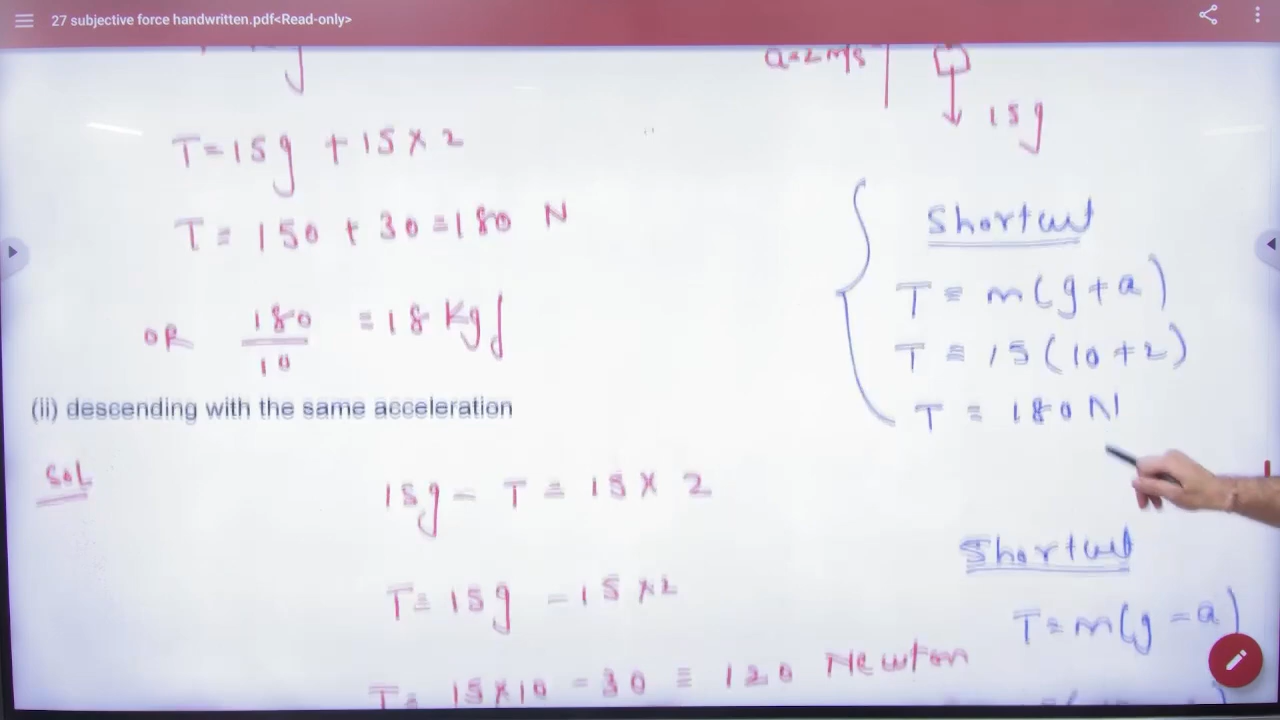 27 subjective force handwritten.pdf<Read-only>
a=2 m/s
15g
T=15g + 15×2
T = 150 + 30 = 180 N
OR 180/10 = 18 Kgf
Shortcut
T = m(g+a)
T = 15(10+2)
T = 180 N
(ii) descending with the same acceleration
Sol
15g - T = 15×2
T = 15g - 15×2
T = 15×10 - 30 = 120 Newton
Shortcut
T = m(g-a)